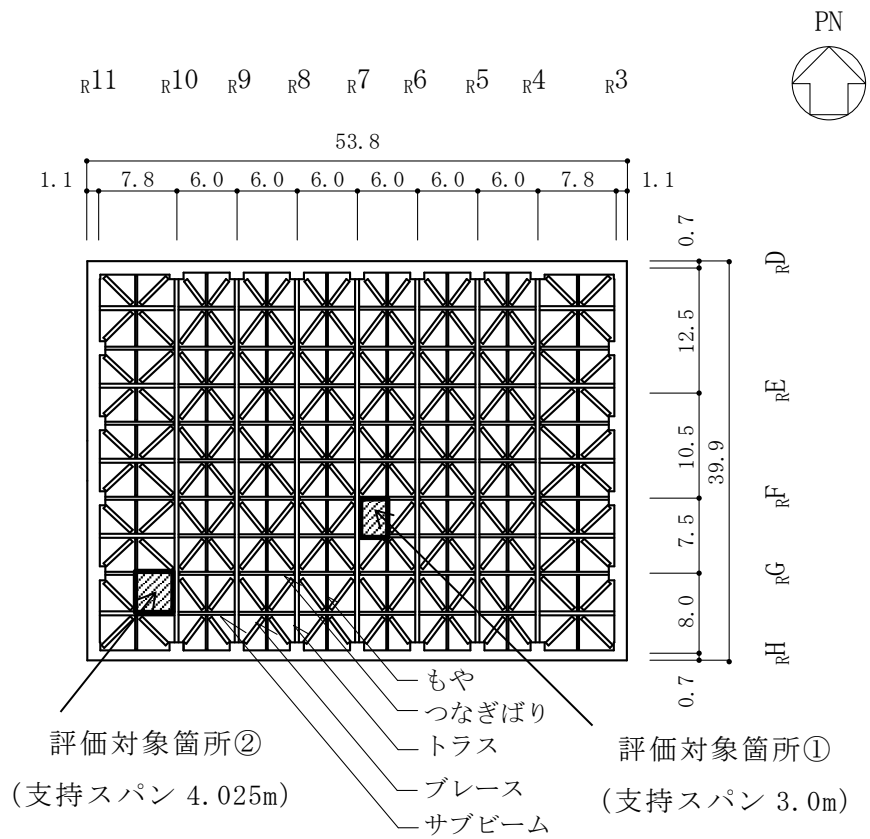 PN
R11 R10 R9 R8 R7 R6 R5 R4 R3
53.8
1.1 7.8 6.0 6.0 6.0 6.0 6.0 6.0 7.8 1.1
0.7
RD
12.5
RE
10.5
39.9
RF
7.5
RG
8.0
RH
0.7
もや
つなぎばり
トラス
ブレース
サブビーム
評価対象箇所②
(支持スパン 4.025m)
評価対象箇所①
(支持スパン 3.0m)